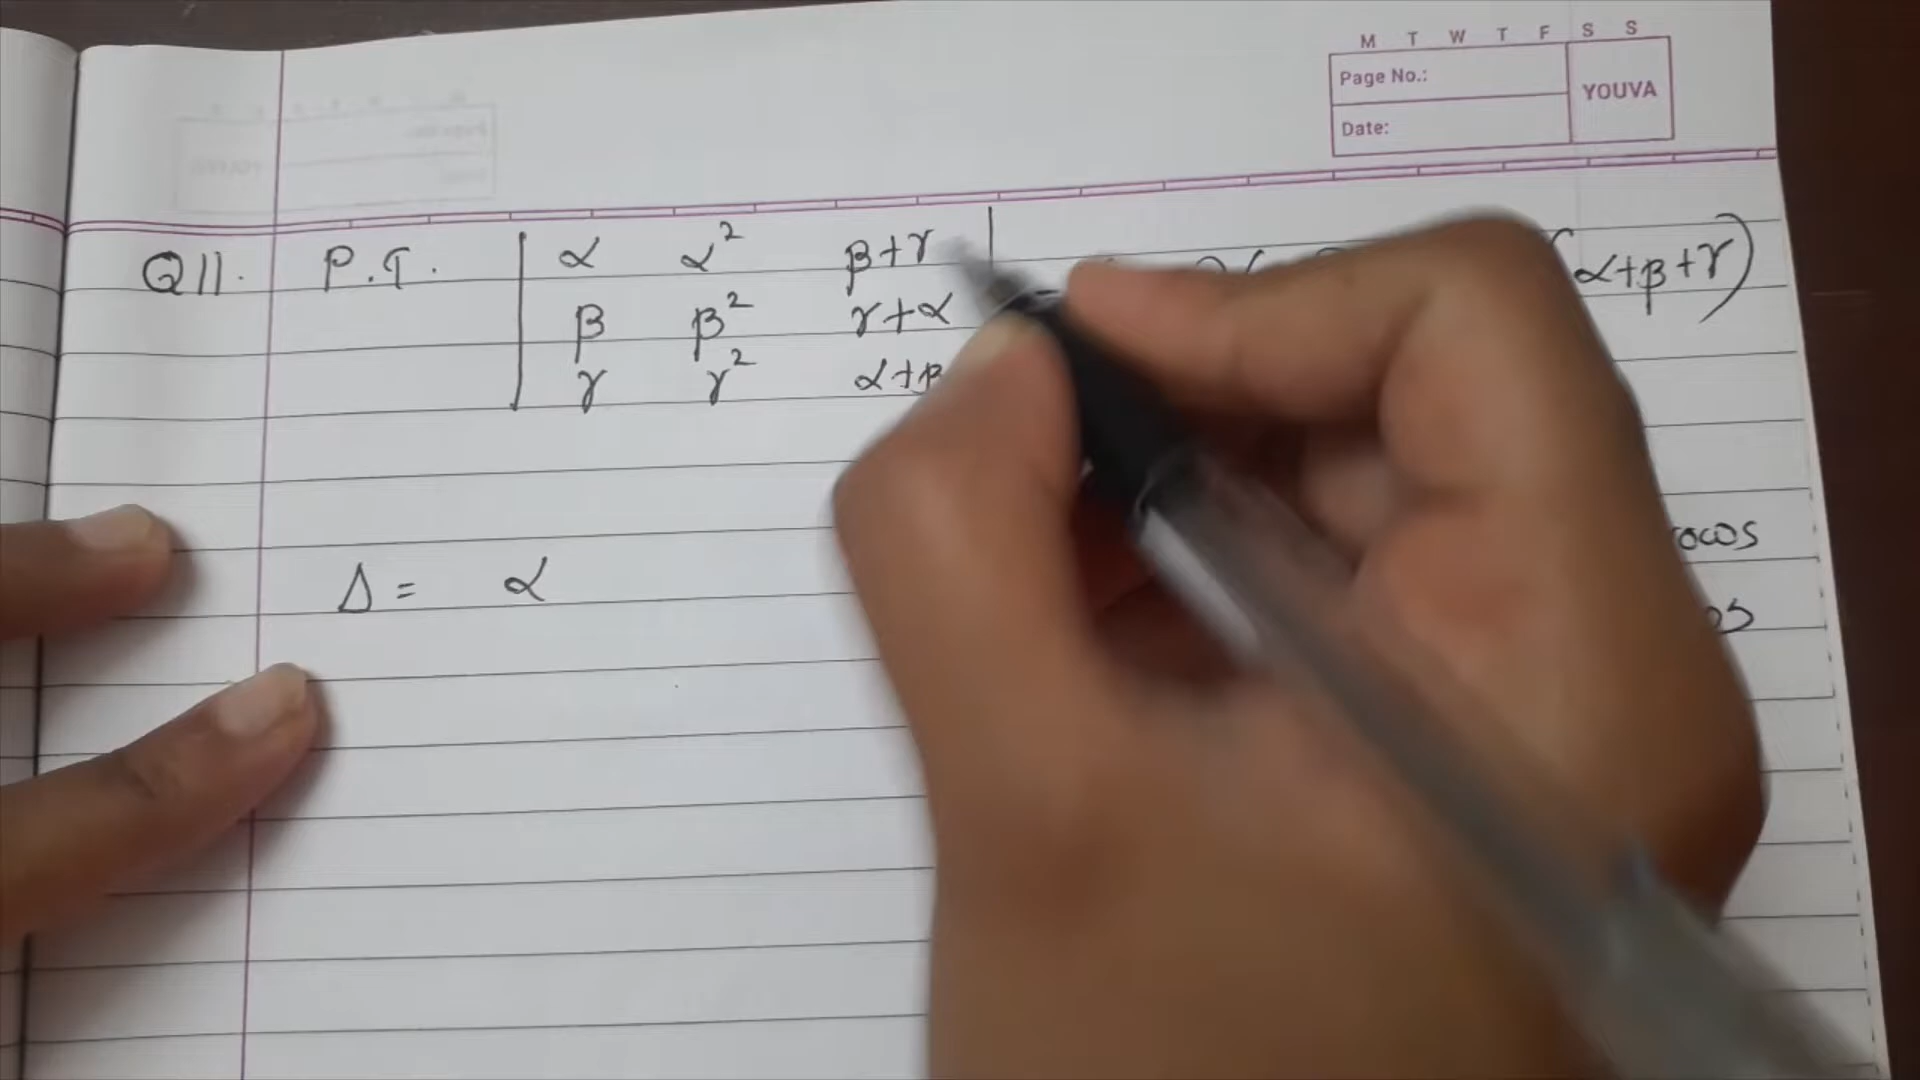 M T W T F S S
Page No.:
YOUVA
Date:
Q11. P.T. | α α² β+γ | α+β+γ)
β β² γ+α
γ γ² α+β
Δ = α